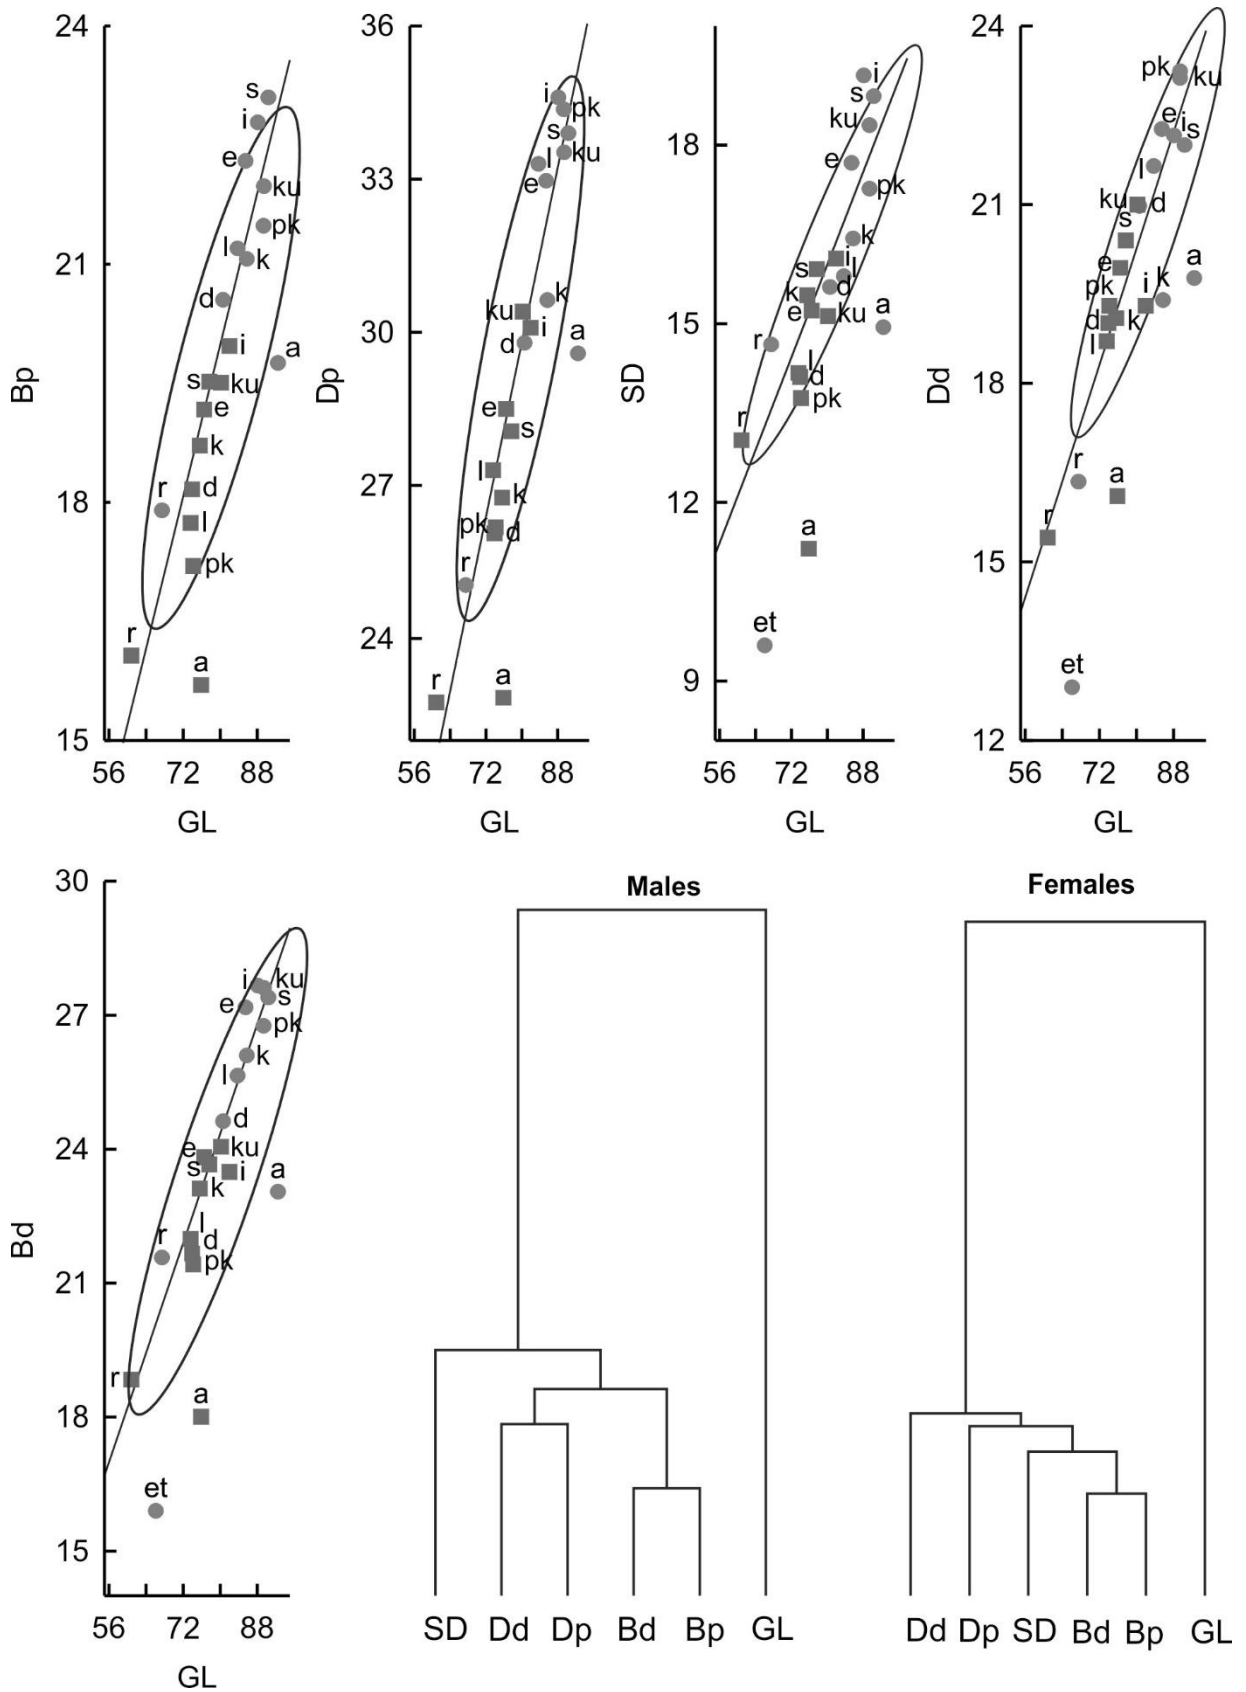 24
21
18
15
Bp
s
i
e
ku
pk
l
k
d
i
a
s
ku
e
k
r
d
l
pk
r
a
56 72 88
GL
36
33
30
27
24
Dp
i
pk
s
ku
l
e
k
ku
i
d
a
e
s
l
k
pk
d
r
r
a
72 88
GL
18
15
12
9
SD
i
s
ku
e
pk
k
i
s
l
d
k
a
e
ku
r
l
d
pk
r
a
et
56 72 88
GL
24
21
18
15
12
Dd
pk
ku
e
i
s
l
ku
d
s
e
a
k
pk
i
d
k
l
r
a
r
et
56 72 88
GL
30
27
24
21
18
15
Bd
i
ku
e
s
pk
k
l
d
e
ku
s
i
a
k
l
r
d
pk
r
a
et
56 72 88
GL
Males
SD Dd Dp Bd Bp GL
Females
Dd Dp SD Bd Bp GL